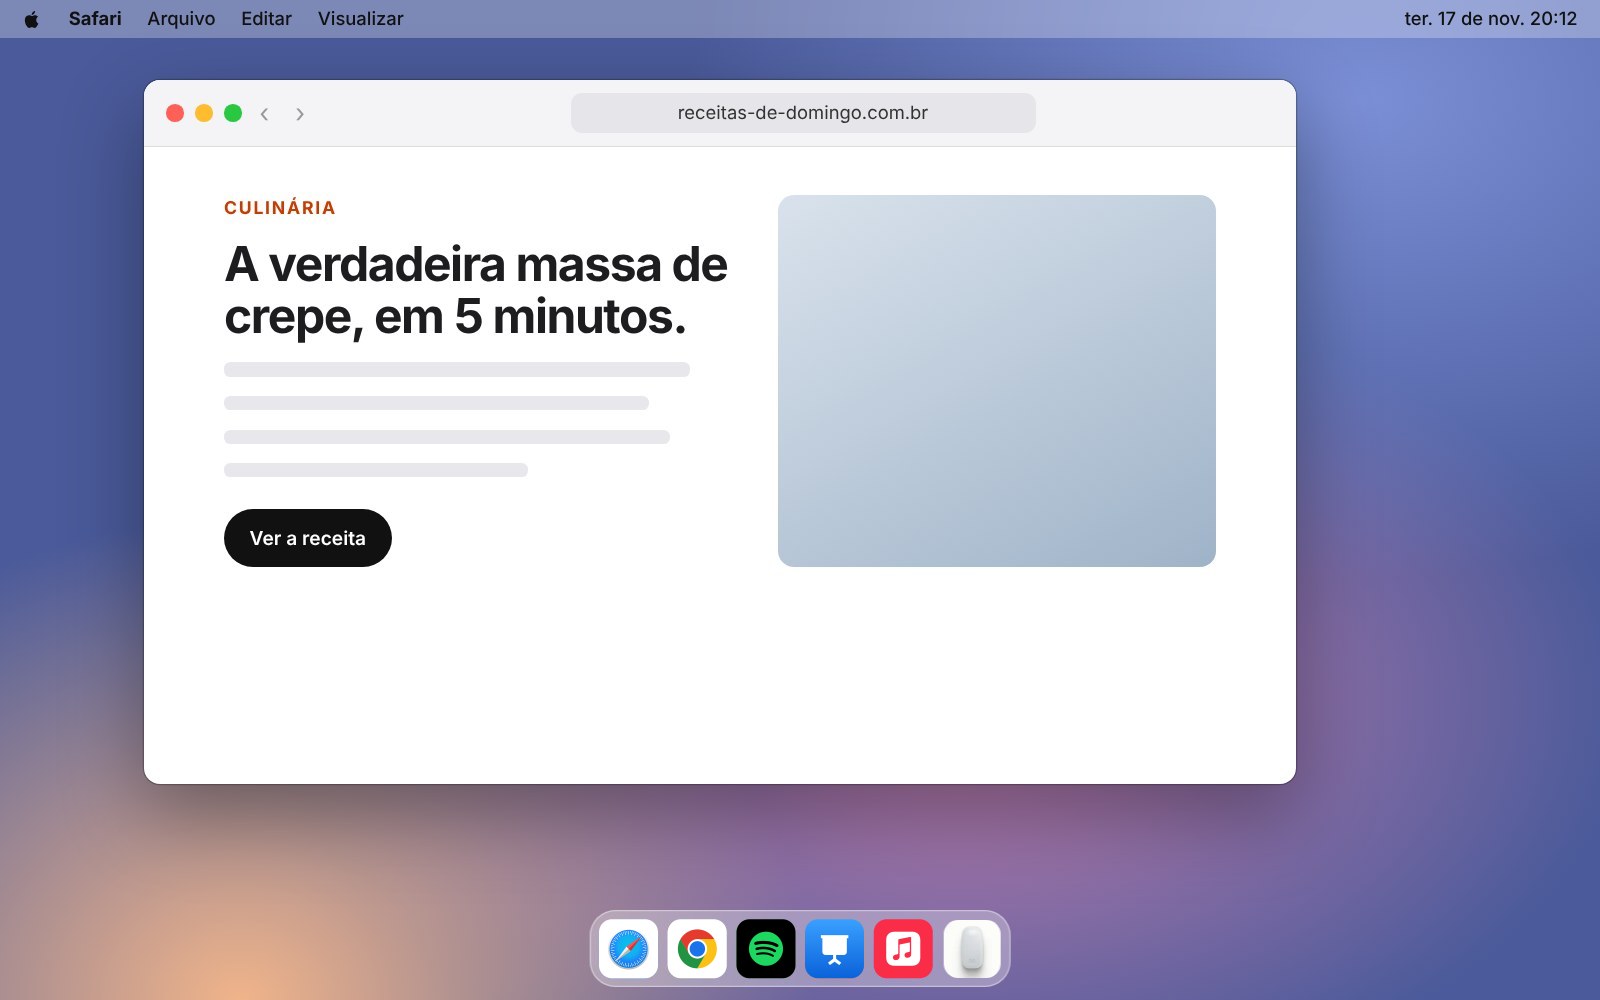 Safari Arquivo Editar Visualizar ter. 17 de nov. 20:12
receitas-de-domingo.com.br
CULINÁRIA
A verdadeira massa de
crepe, em 5 minutos.
Ver a receita